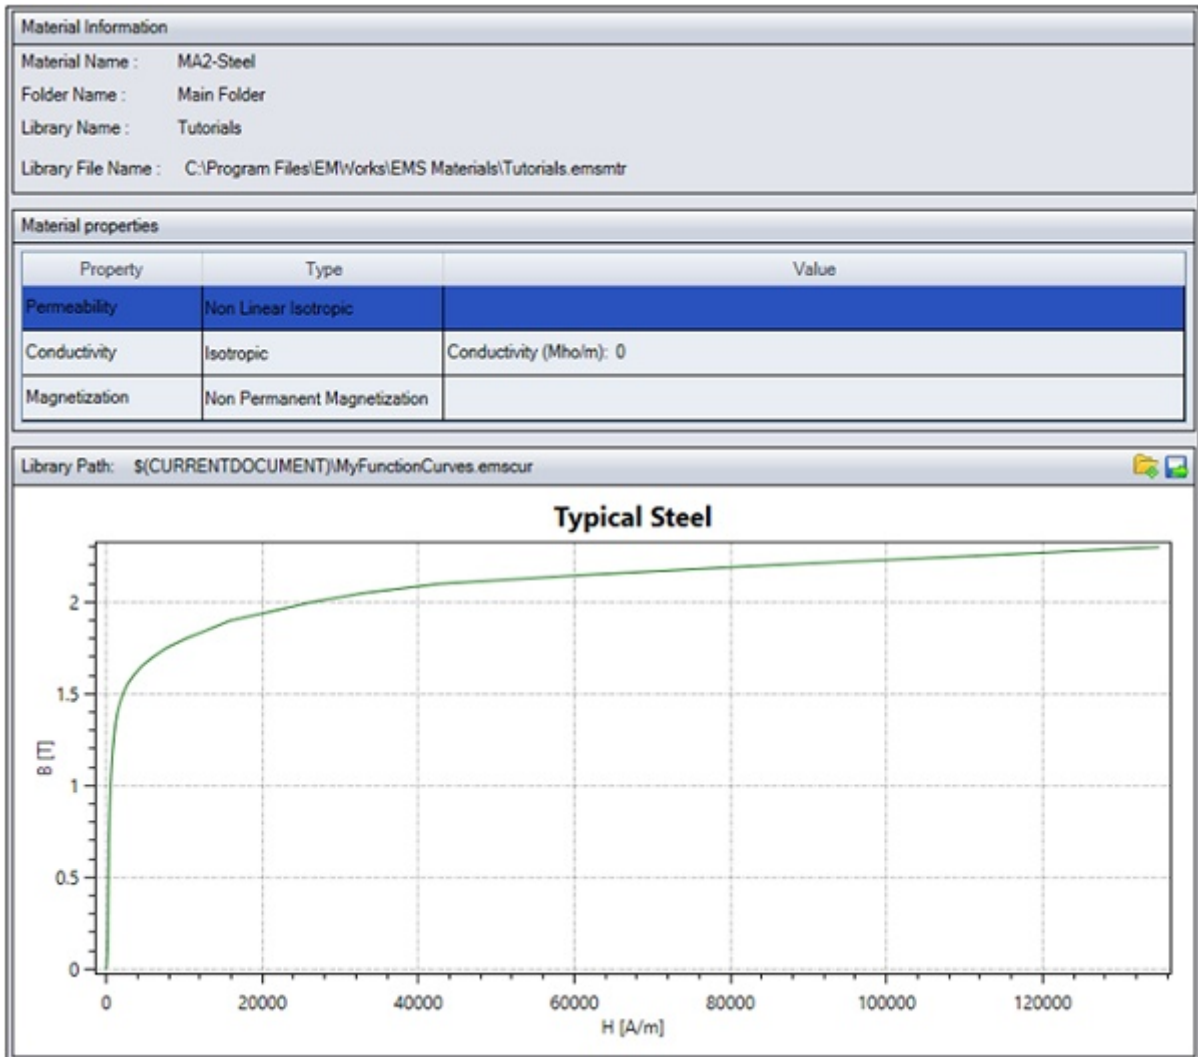 Material Information
Material Name : MA2-Steel
Folder Name : Main Folder
Library Name : Tutorials
Library File Name : C:\Program Files\EMWorks\EMS Materials\Tutorials.emsmtr
Material properties
Property Type Value
Permeability Non Linear Isotropic
Conductivity Isotropic Conductivity (Mho/m): 0
Magnetization Non Permanent Magnetization
Library Path: $(CURRENTDOCUMENT)\MyFunctionCurves.emscur
Typical Steel
2
1.5
B [T]
1
0.5
0
0 20000 40000 60000 80000 100000 120000
H [A/m]